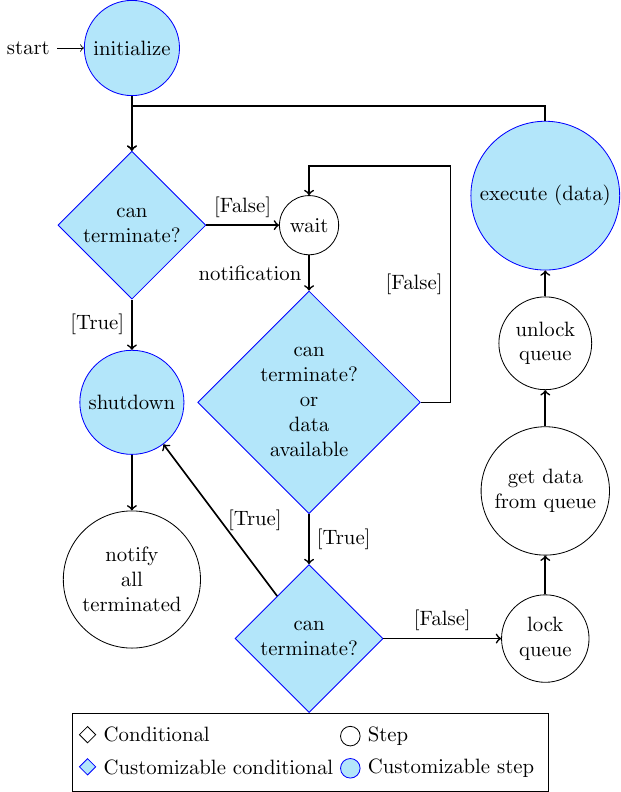 start
initialize
execute (data)
can
terminate?
[False]
wait
notification
[False]
[True]
unlock
queue
can
terminate?
or
data
available
shutdown
get data
from queue
[True]
[True]
notify
all
terminated
can
terminate?
[False]
lock
queue
Conditional
Step
Customizable conditional
Customizable step